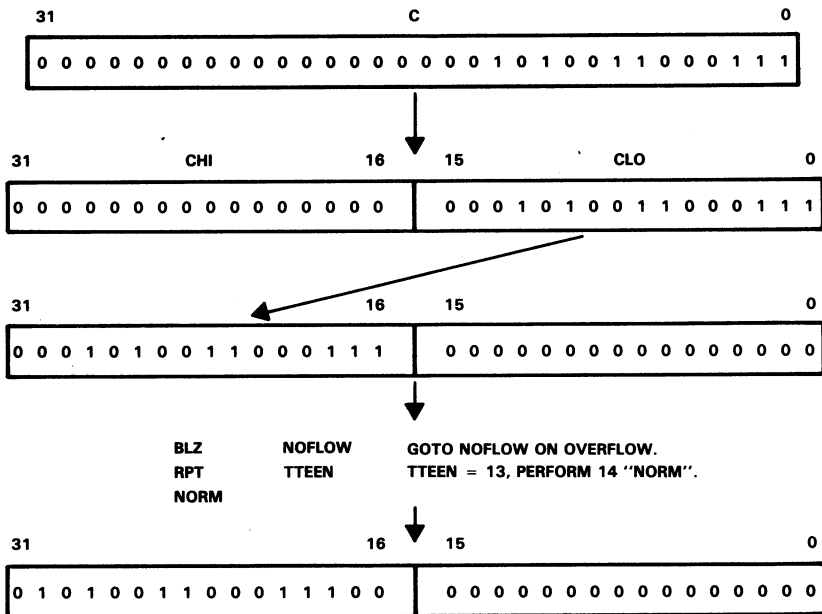 31 C 0
0 0 0 0 0 0 0 0 0 0 0 0 0 0 0 0 0 0 0 1 0 1 0 0 1 1 0 0 0 1 1 1
31 CHI 16 15 CLO 0
0 0 0 0 0 0 0 0 0 0 0 0 0 0 0 0 0 0 0 1 0 1 0 0 1 1 0 0 0 1 1 1
31 16 15 0
0 0 0 1 0 1 0 0 1 1 0 0 0 1 1 1 0 0 0 0 0 0 0 0 0 0 0 0 0 0 0 0
BLZ NOFLOW GOTO NOFLOW ON OVERFLOW.
RPT TTEEN TTEEN = 13, PERFORM 14 "NORM".
NORM
31 16 15 0
0 1 0 1 0 0 1 1 0 0 0 1 1 1 0 0 0 0 0 0 0 0 0 0 0 0 0 0 0 0 0 0